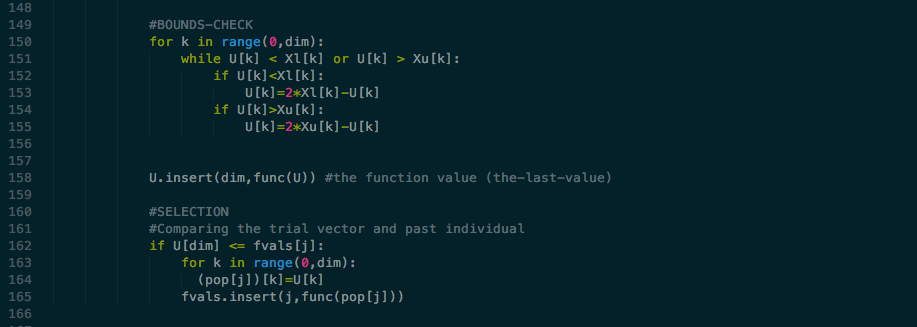 148
149 #BOUNDS-CHECK
150 for k in range(0,dim):
151 while U[k] < Xl[k] or U[k] > Xu[k]:
152 if U[k]<Xl[k]:
153 U[k]=2*Xl[k]-U[k]
154 if U[k]>Xu[k]:
155 U[k]=2*Xu[k]-U[k]
156
157
158 U.insert(dim,func(U)) #the function value (the-last-value)
159
160 #SELECTION
161 #Comparing the trial vector and past individual
162 if U[dim] <= fvals[j]:
163 for k in range(0,dim):
164 (pop[j])[k]=U[k]
165 fvals.insert(j,func(pop[j]))
166